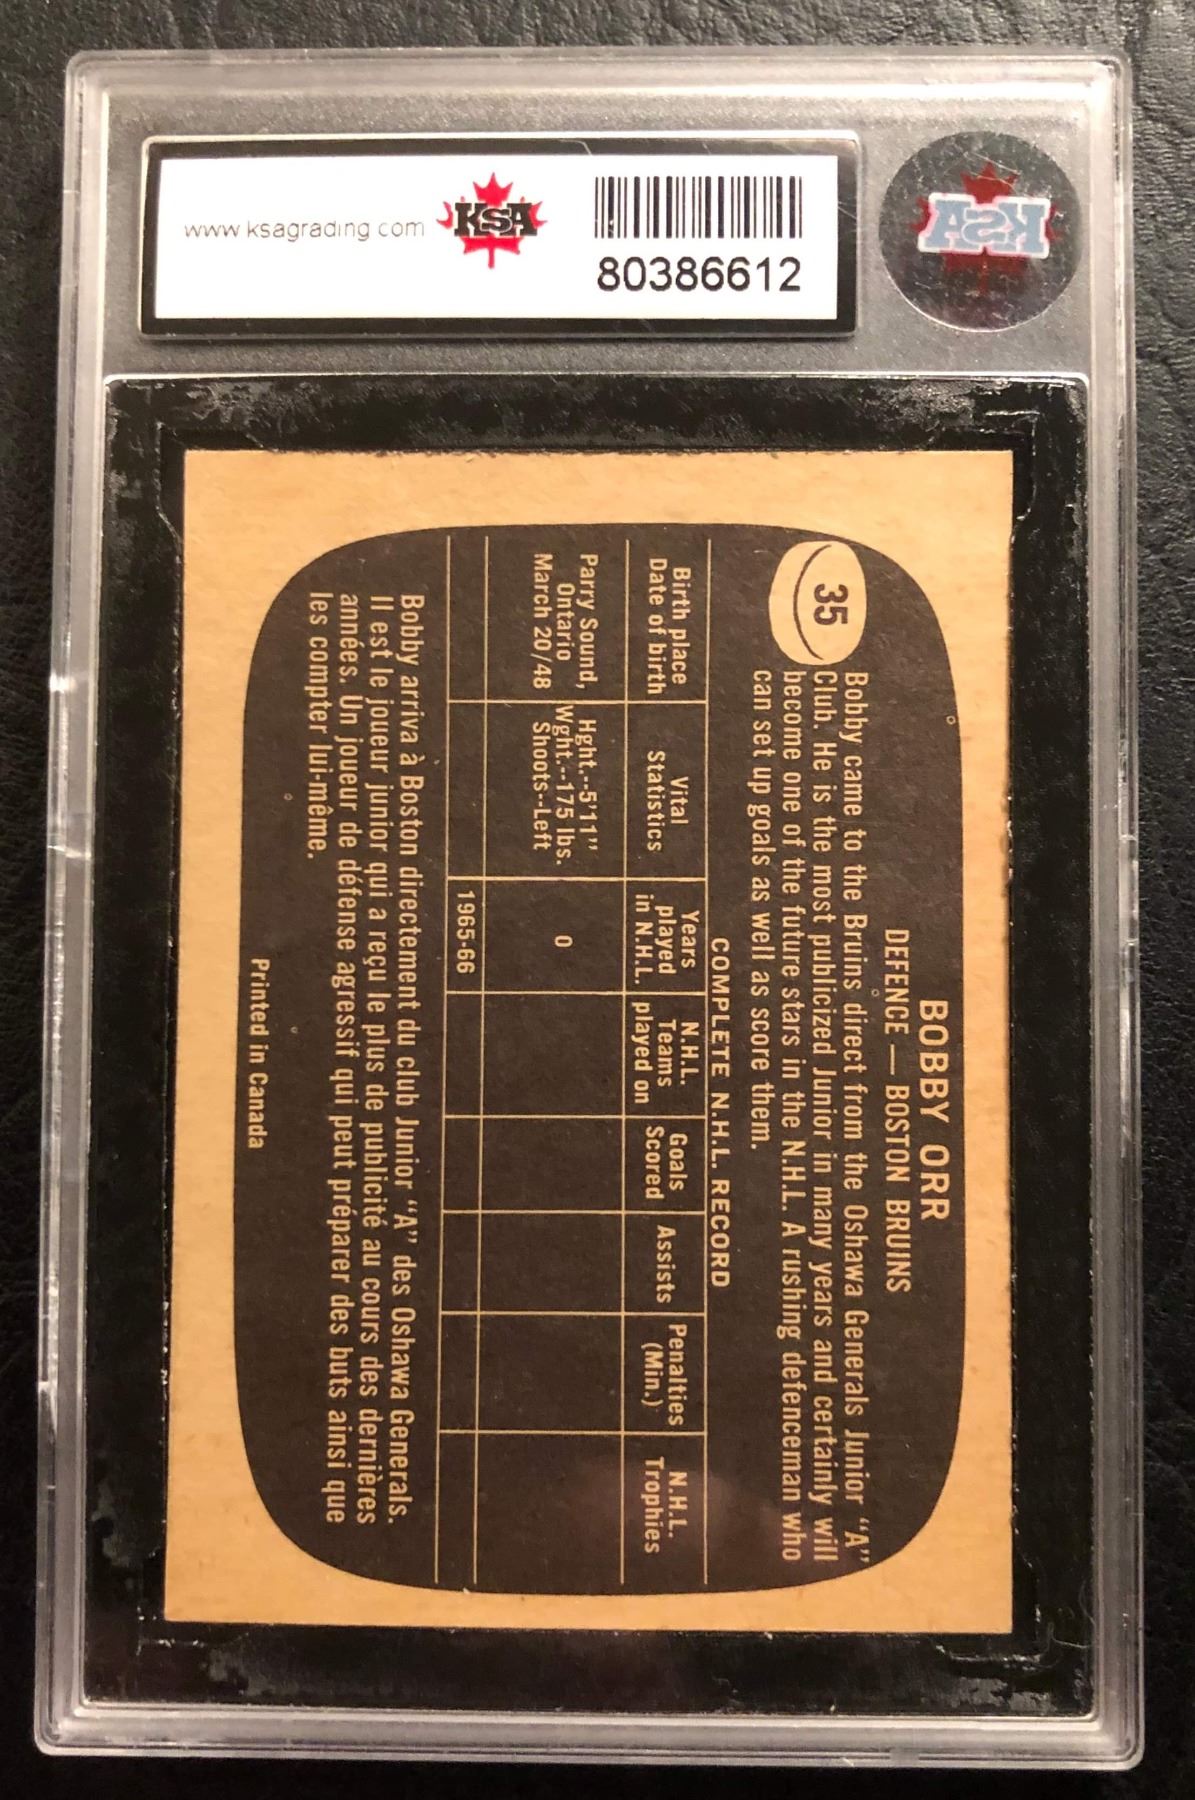 www.ksagrading.com
KSA
80386612
KSA
35
BOBBY ORR
DEFENCE — BOSTON BRUINS
Bobby came to the Bruins direct from the Oshawa Generals Junior "A"
Club. He is the most publicized Junior in many years and certainly will
become one of the future stars in the N.H.L. A rushing defenceman who
can set up goals as well as score them.
COMPLETE N.H.L. RECORD
Birth place
Date of birth
Vital
Statistics
Years
played
in N.H.L.
N.H.L.
Teams
played on
Goals
Scored
Assists
Penalties
(Min.)
N.H.L.
Trophies
Parry Sound,
Ontario
March 20/48
Hght.--5'11"
Wght.--175 lbs.
Shots--Left
0
1965-66
Bobby arriva à Boston directement du club Junior "A" des Oshawa Generals.
Il est le joueur junior qui a reçu le plus de publicité au cours des dernières
années. Un joueur de défense agressif qui peut préparer des buts ainsi que
les compter lui-même.
Printed in Canada